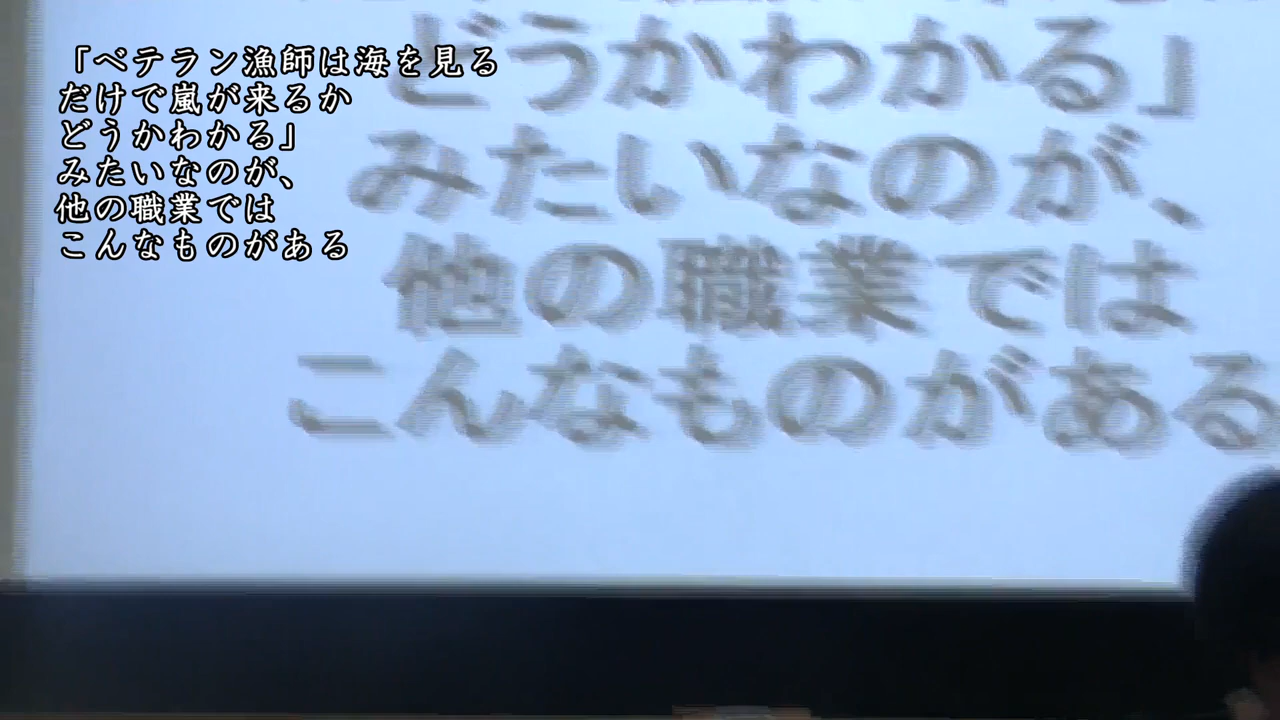 「ベテラン漁師は海を見る
だけで嵐が来るか
どうかわかる」
みたいなのが、
他の職業では
こんなものがある
どうかわかる」
みたいなのが、
他の職業では
こんなものがある